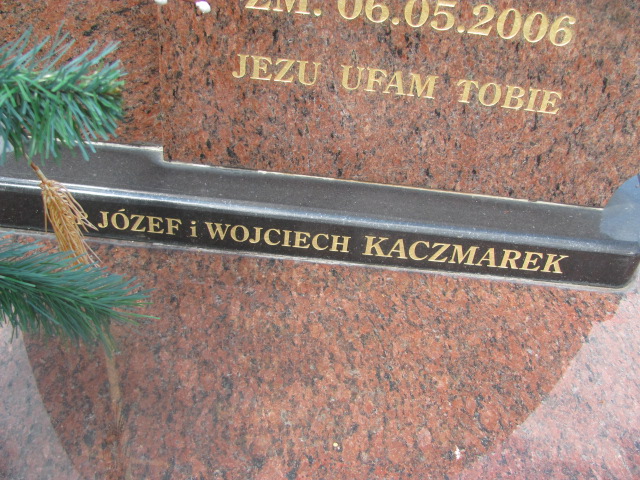 ZM. 06.05.2006
JEZU UFAM TOBIE
JÓZEF i WOJCIECH KACZMAREK